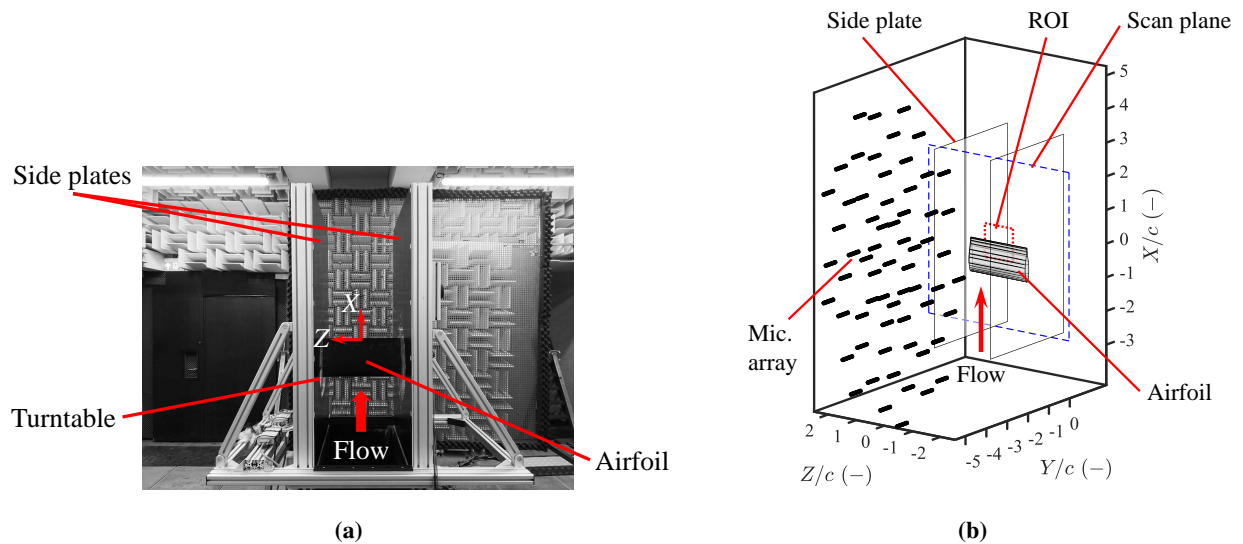 Side plates
X
Z
Turntable
Flow
Airfoil
(a)
Side plate
ROI
Scan plane
5
4
3
2
1
0
-1
-2
-3
X/c (−)
Mic.
array
Flow
Airfoil
2
1
0
-1
-2
Z/c (−)
-5
-4
-3
-2
-1
0
Y/c (−)
(b)